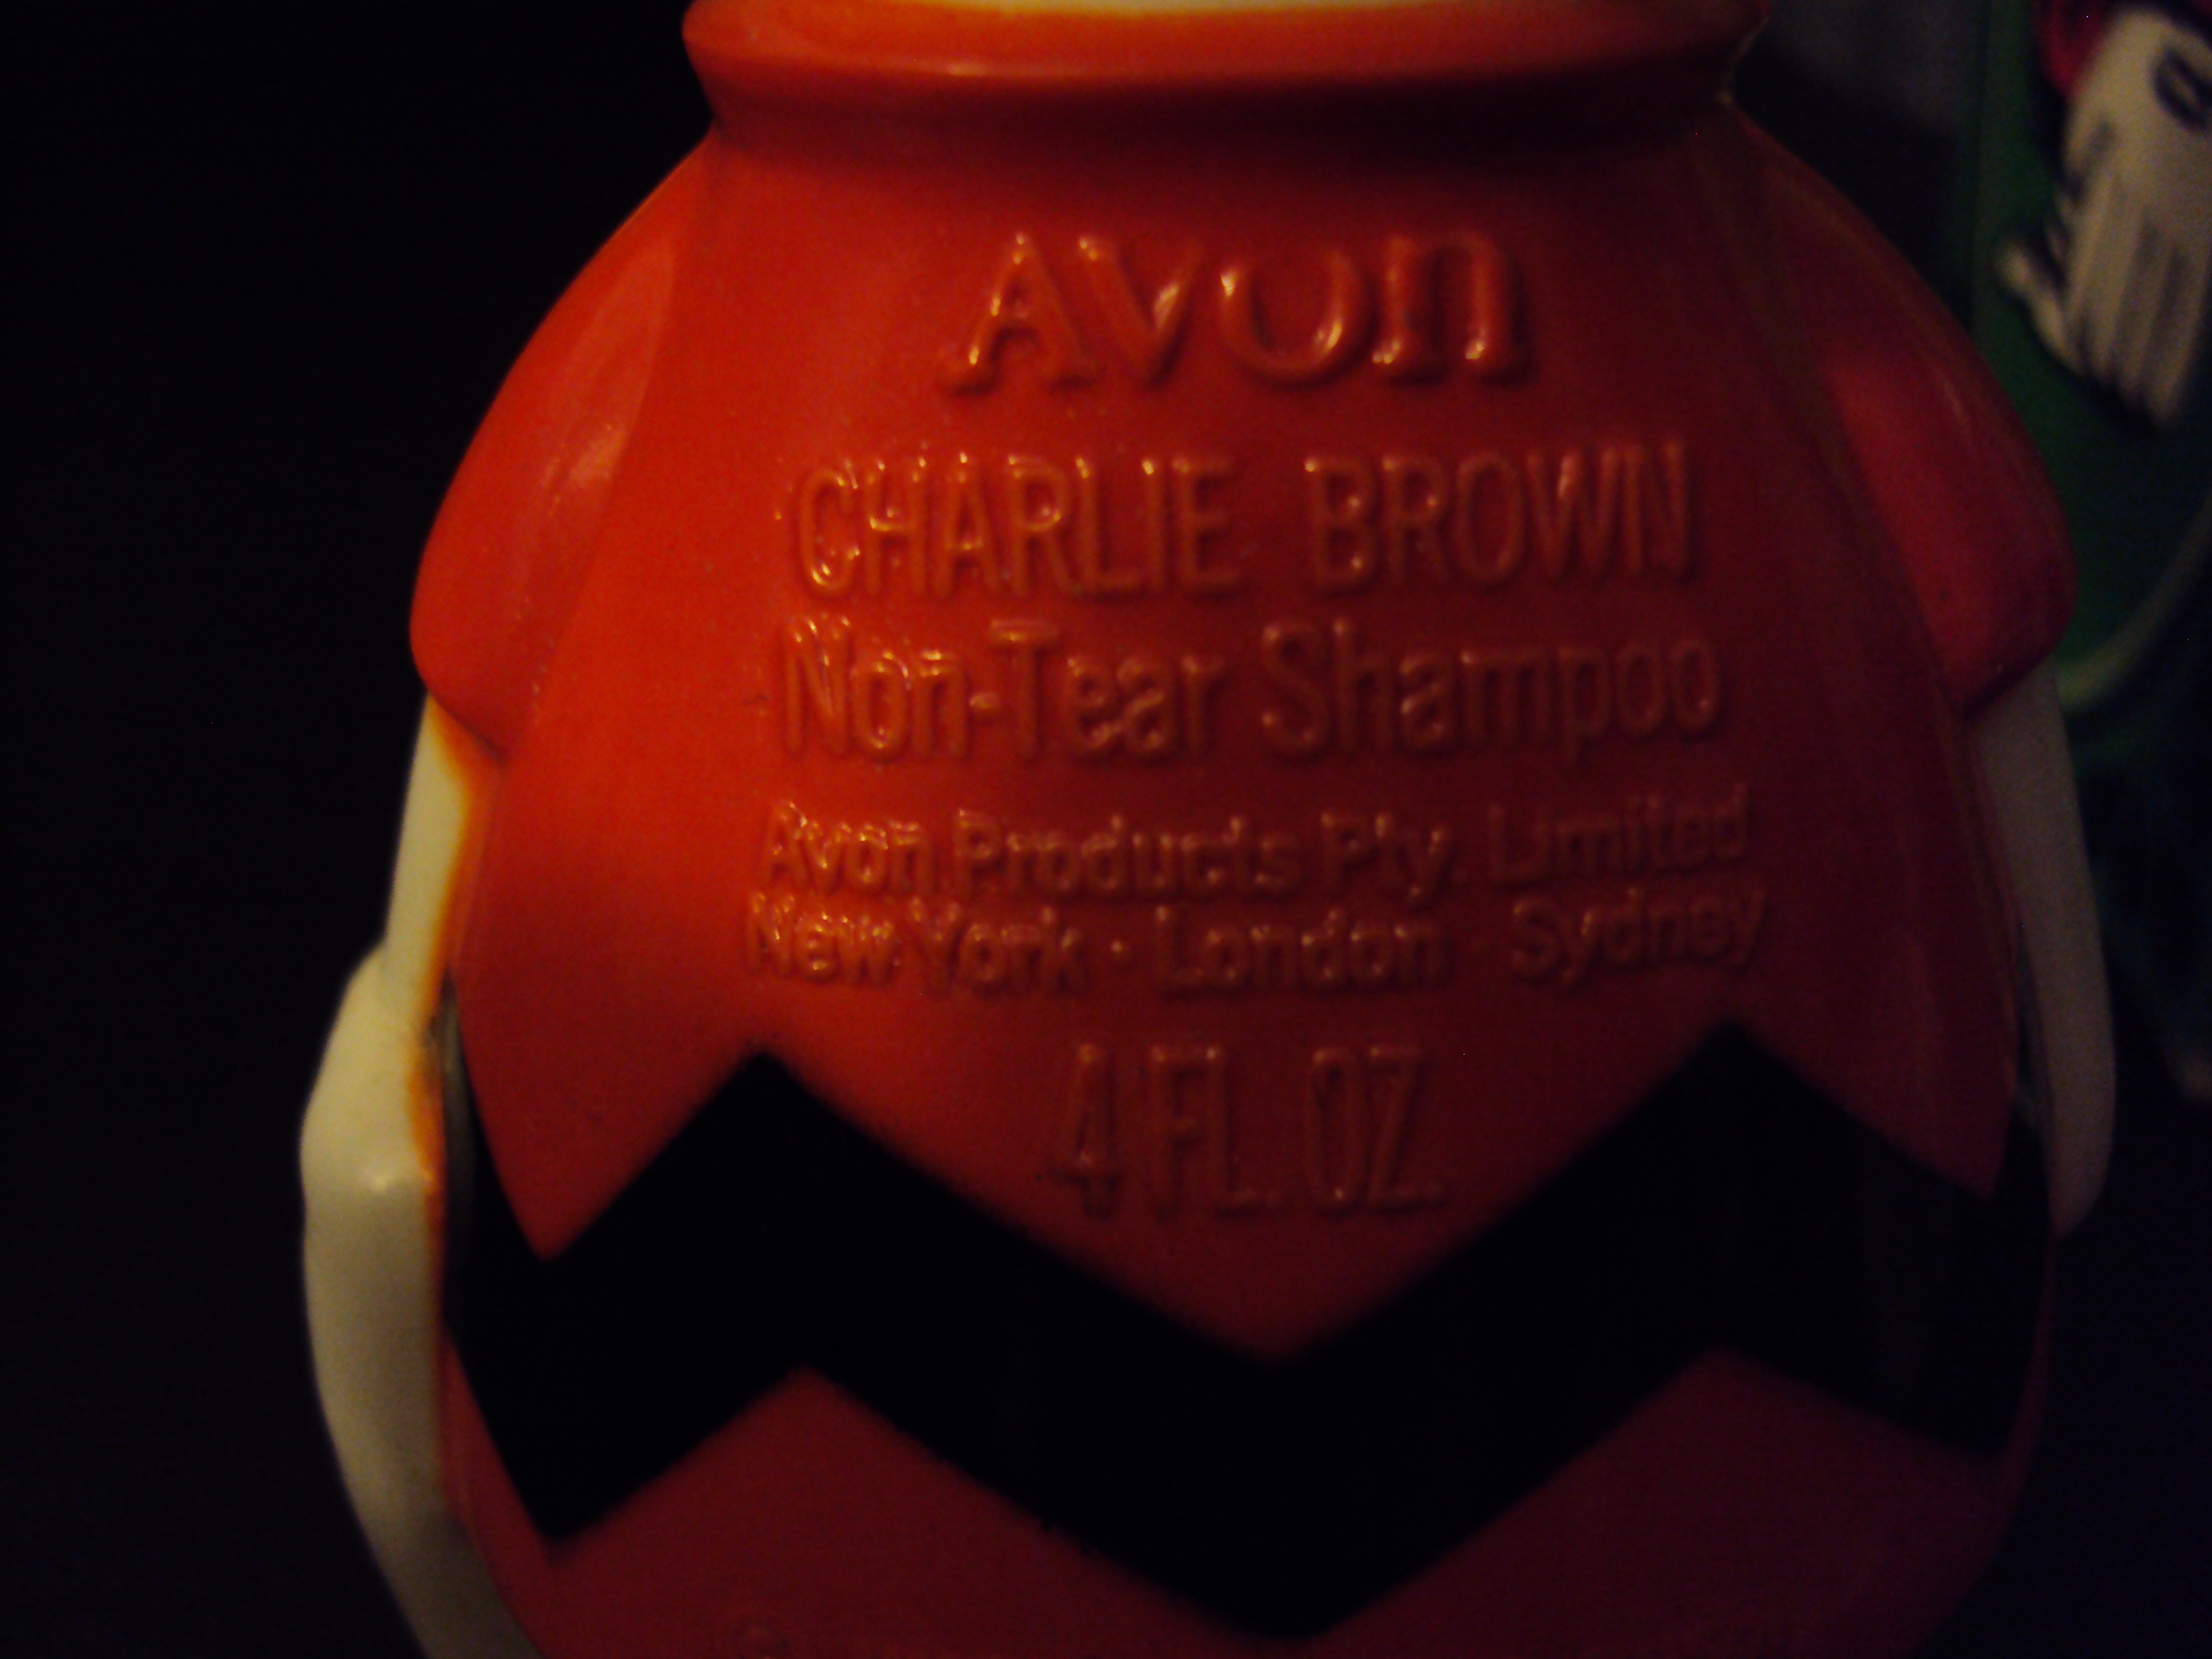 AVON
CHARLIE BROWN
Non-Tear Shampoo
Avon Products Pty. Limited
New York · London · Sydney
4 FL. OZ.